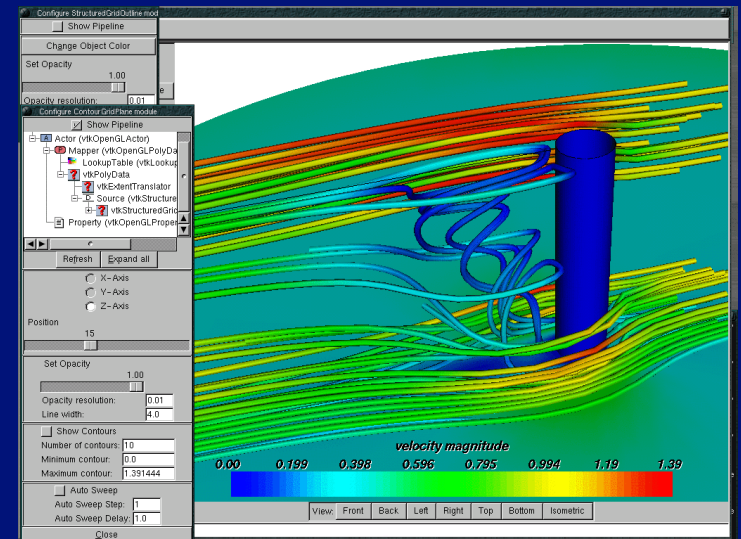 Configure StructuredGridOutline mod
Show Pipeline
Change Object Color
Set Opacity
1.00
Opacity resolution: 0.01
Configure ContourGridPlane module
Show Pipeline
Actor (vtkOpenGLActor)
Mapper (vtkOpenGLPolyDa
LookupTable (vtkLookup
vtkPolyData
vtkExtentTranslator
Source (vtkStructure
vtkStructuredGric
Property (vtkOpenGLProper
Refresh Expand all
X-Axis
Y-Axis
Z-Axis
Position
15
Set Opacity
1.00
Opacity resolution: 0.01
Line width: 4.0
Show Contours
Number of contours: 10
Minimum contour: 0.0
Maximum contour: 1.391444
Auto Sweep
Auto Sweep Step: 1
Auto Sweep Delay: 1.0
Close
velocity magnitude
0.00 0.199 0.398 0.596 0.795 0.994 1.19 1.39
View: Front Back Left Right Top Bottom Isometric